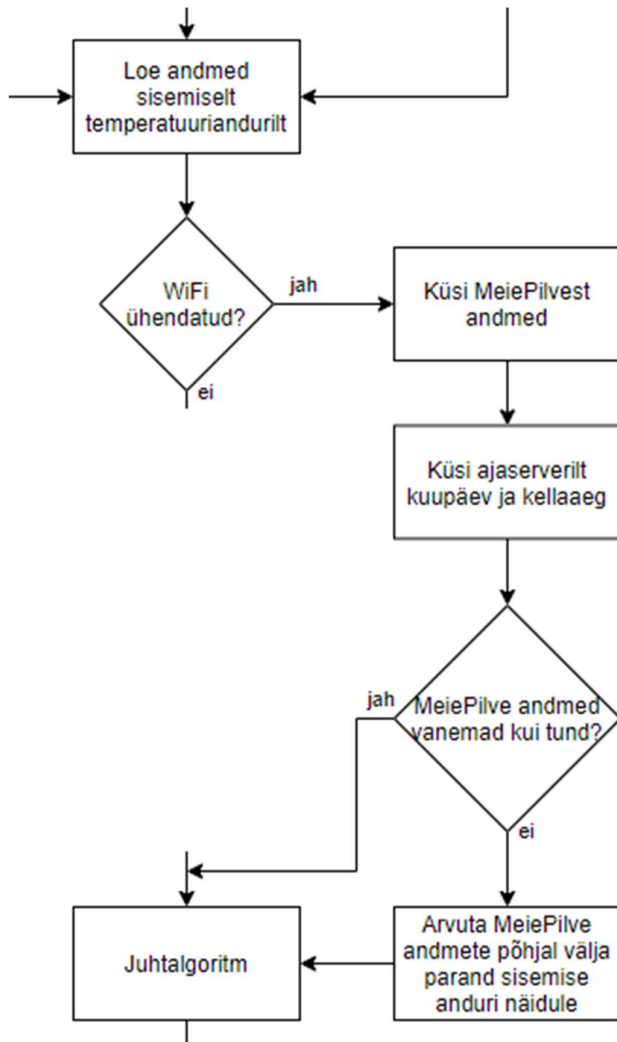 Loe andmed
sisemiselt
temperatuuriandurilt
WiFi
ühendatud?
jah
ei
Küsi MeiePilvest
andmed
Küsi ajaserverilt
kuupäev ja kellaaeg
MeiePilve andmed
vanemad kui tund?
jah
ei
Arvuta MeiePilve
andmete põhjal välja
parand sisemise
anduri näidule
Juhtalgoritm